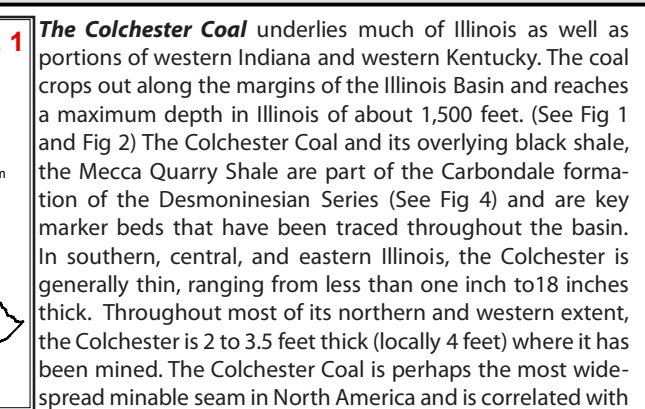 1
m
The Colchester Coal underlies much of Illinois as well as
portions of western Indiana and western Kentucky. The coal
crops out along the margins of the Illinois Basin and reaches
a maximum depth in Illinois of about 1,500 feet. (See Fig 1
and Fig 2) The Colchester Coal and its overlying black shale,
the Mecca Quarry Shale are part of the Carbondale forma-
tion of the Desmoninesian Series (See Fig 4) and are key
marker beds that have been traced throughout the basin.
In southern, central, and eastern Illinois, the Colchester is
generally thin, ranging from less than one inch to18 inches
thick. Throughout most of its northern and western extent,
the Colchester is 2 to 3.5 feet thick (locally 4 feet) where it has
been mined. The Colchester Coal is perhaps the most wide-
spread minable seam in North America and is correlated with